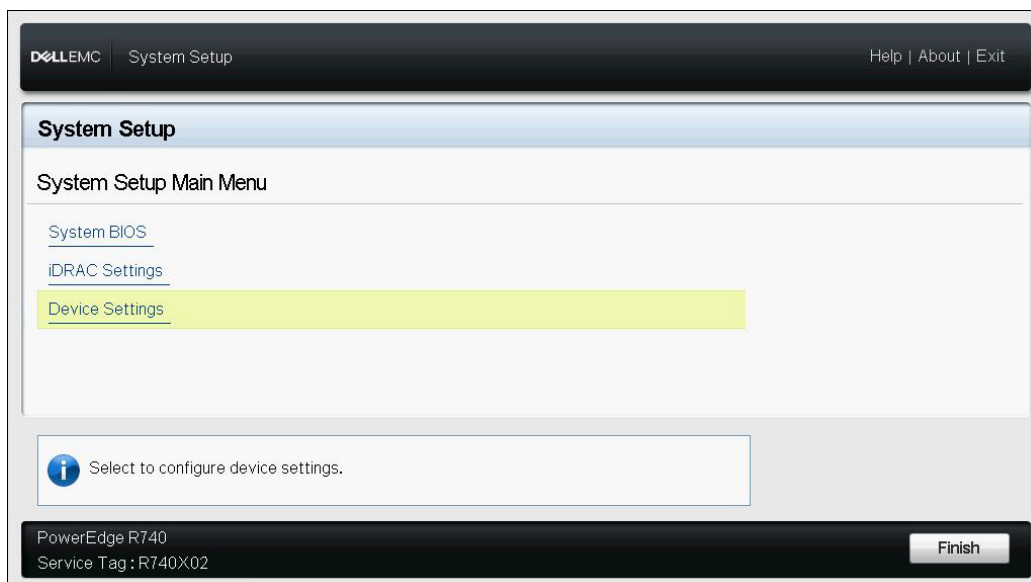 DELLEMC System Setup Help | About | Exit
System Setup
System Setup Main Menu
System BIOS
iDRAC Settings
Device Settings
Select to configure device settings.
PowerEdge R740
Service Tag : R740X02
Finish